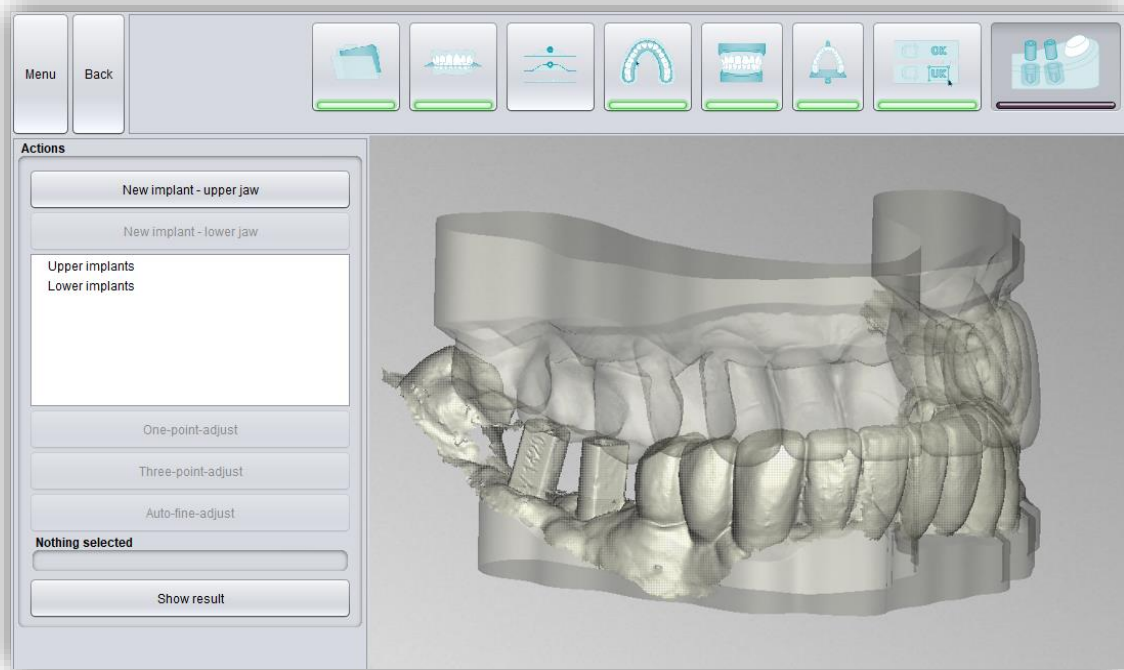 Menu
Back
OK
UK
B
Actions
New implant - upper jaw
New implant - lower jaw
Upper implants
Lower implants
One-point-adjust
Three-point-adjust
Auto-fine-adjust
Nothing selected
Show result